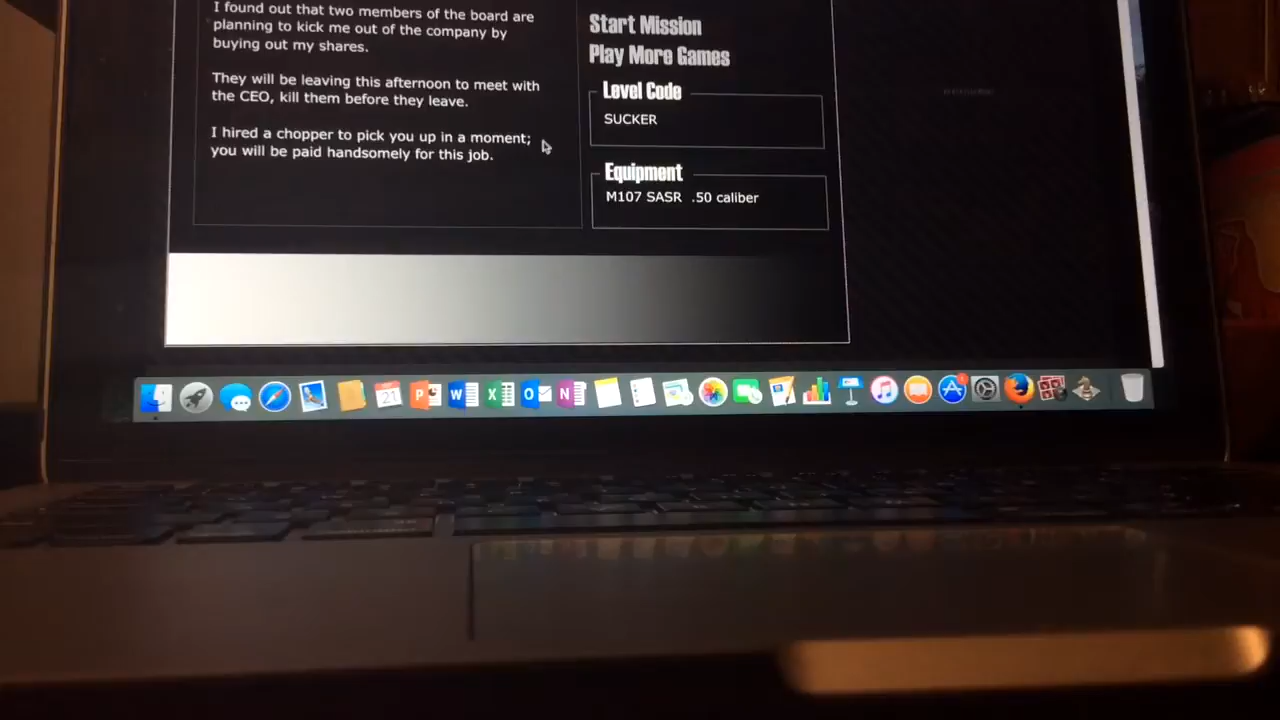 I found out that two members of the board are
planning to kick me out of the company by
buying out my shares.
They will be leaving this afternoon to meet with
the CEO, kill them before they leave.
I hired a chopper to pick you up in a moment;
you will be paid handsomely for this job.
Start Mission
Play More Games
Level Code
SUCKER
Equipment
M107 SASR .50 caliber
21
P
W
X
O
N